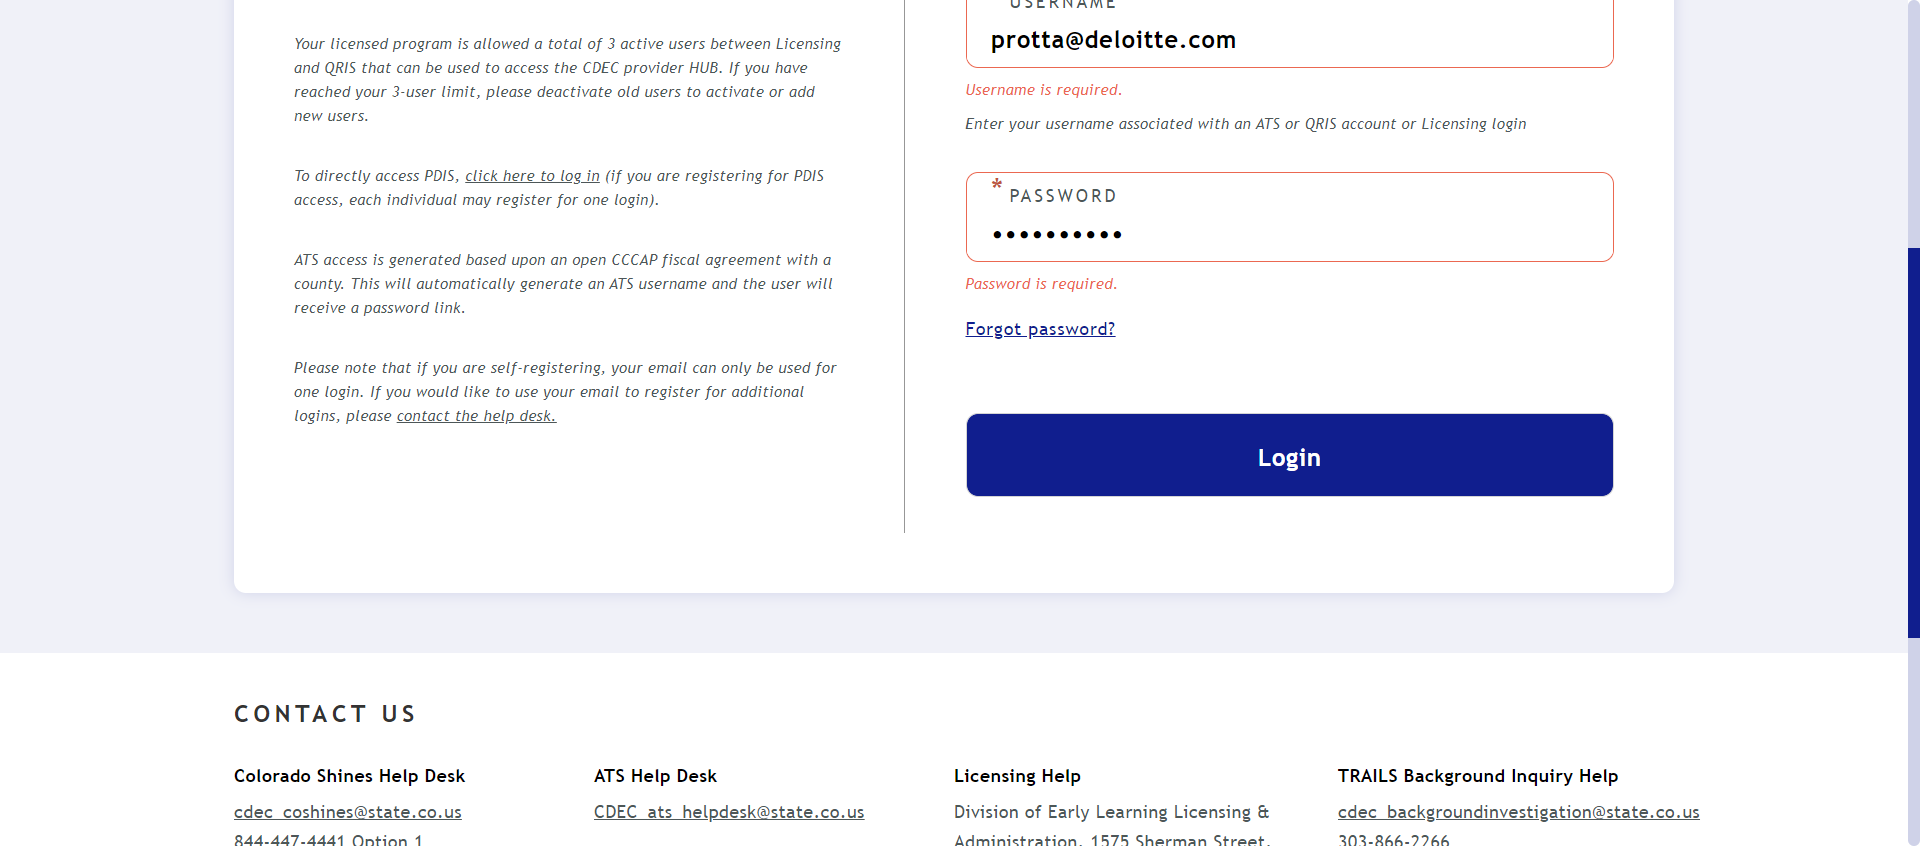 Your licensed program is allowed a total of 3 active users between Licensing
and QRIS that can be used to access the CDEC provider HUB. If you have
reached your 3-user limit, please deactivate old users to activate or add
new users.
To directly access PDIS, click here to log in (if you are registering for PDIS
access, each individual may register for one login).
ATS access is generated based upon an open CCCAP fiscal agreement with a
county. This will automatically generate an ATS username and the user will
receive a password link.
Please note that if you are self-registering, your email can only be used for
one login. If you would like to use your email to register for additional
logins, please contact the help desk.
USERNAME
protta@deloitte.com
Username is required.
Enter your username associated with an ATS or QRIS account or Licensing login
* PASSWORD
••••••••••
Password is required.
Forgot password?
Login
CONTACT US
Colorado Shines Help Desk
cdec_coshines@state.co.us
844-447-4441 Option 1
ATS Help Desk
CDEC_ats_helpdesk@state.co.us
Licensing Help
Division of Early Learning Licensing &
Administration, 1575 Sherman Street,
TRAILS Background Inquiry Help
cdec_backgroundinvestigation@state.co.us
303-866-2266